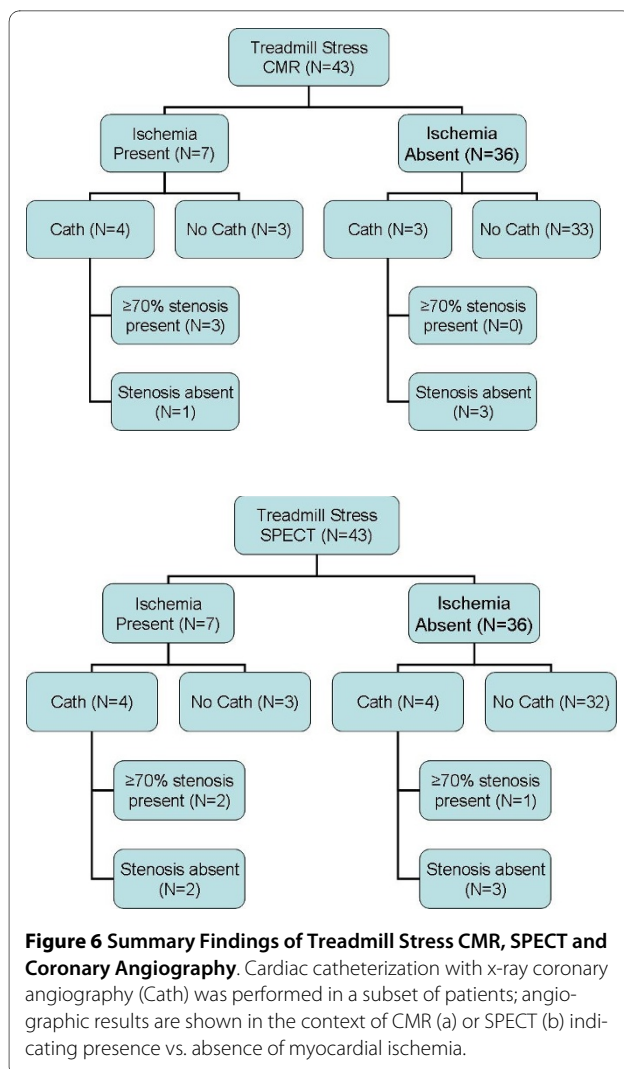 Treadmill Stress
CMR (N=43)
Ischemia
Present (N=7)
Ischemia
Absent (N=36)
Cath (N=4)
No Cath (N=3)
Cath (N=3)
No Cath (N=33)
≥70% stenosis
present (N=3)
≥70% stenosis
present (N=0)
Stenosis absent
(N=1)
Stenosis absent
(N=3)
Treadmill Stress
SPECT (N=43)
Ischemia
Present (N=7)
Ischemia
Absent (N=36)
Cath (N=4)
No Cath (N=3)
Cath (N=4)
No Cath (N=32)
≥70% stenosis
present (N=2)
≥70% stenosis
present (N=1)
Stenosis absent
(N=2)
Stenosis absent
(N=3)
Figure 6 Summary Findings of Treadmill Stress CMR, SPECT and
Coronary Angiography. Cardiac catheterization with x-ray coronary
angiography (Cath) was performed in a subset of patients; angio-
graphic results are shown in the context of CMR (a) or SPECT (b) indi-
cating presence vs. absence of myocardial ischemia.